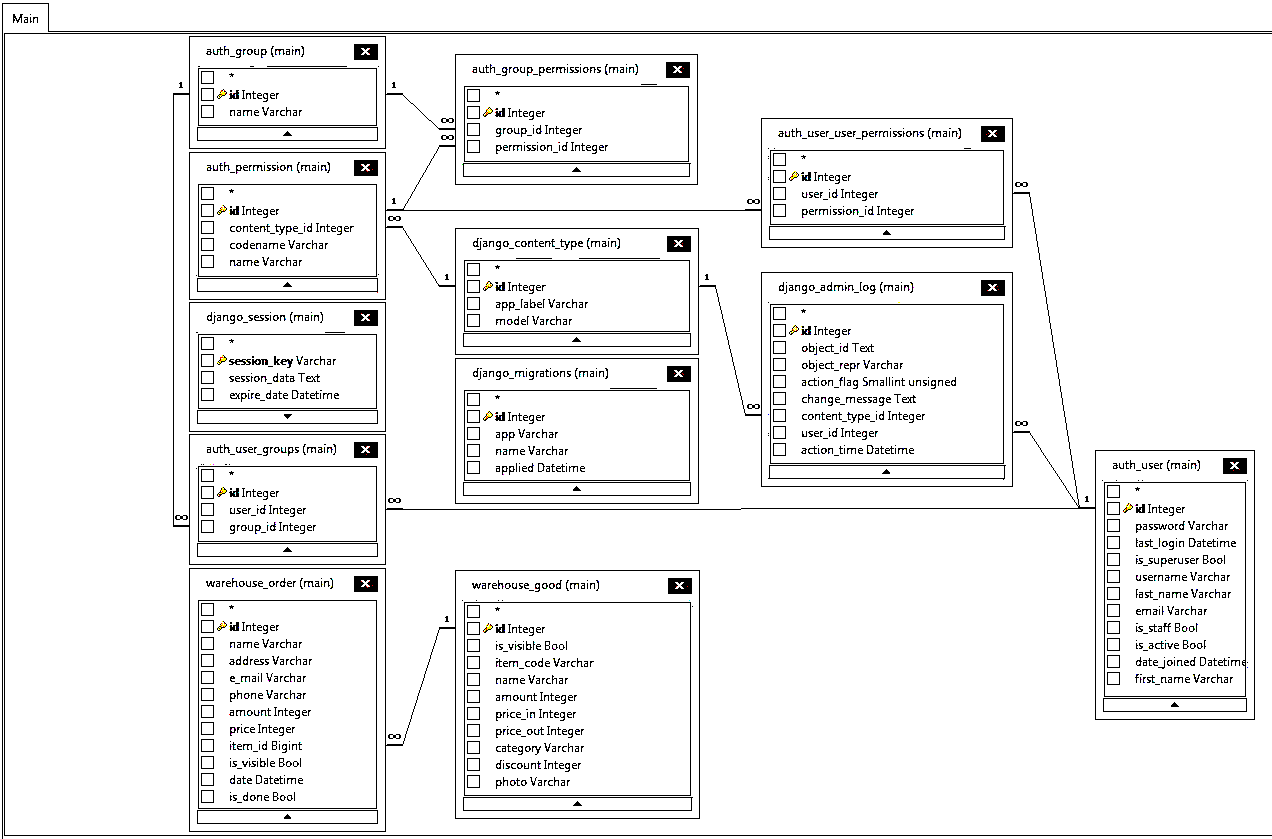 Main
auth_group (main)
*
id Integer
name Varchar
auth_permission (main)
*
id Integer
content_type_id Integer
codename Varchar
name Varchar
django_session (main)
*
session_key Varchar
session_data Text
expire_date Datetime
auth_user_groups (main)
*
id Integer
user_id Integer
group_id Integer
warehouse_order (main)
*
id Integer
name Varchar
address Varchar
e_mail Varchar
phone Varchar
amount Integer
price Integer
item_id Bigint
is_visible Bool
date Datetime
is_done Bool
auth_group_permissions (main)
*
id Integer
group_id Integer
permission_id Integer
django_content_type (main)
*
id Integer
app_label Varchar
model Varchar
django_migrations (main)
*
id Integer
app Varchar
name Varchar
applied Datetime
warehouse_good (main)
*
id Integer
is_visible Bool
item_code Varchar
name Varchar
amount Integer
price_in Integer
price_out Integer
category Varchar
discount Integer
photo Varchar
auth_user_user_permissions (main)
*
id Integer
user_id Integer
permission_id Integer
django_admin_log (main)
*
id Integer
object_id Text
object_repr Varchar
action_flag Smallint unsigned
change_message Text
content_type_id Integer
user_id Integer
action_time Datetime
auth_user (main)
*
id Integer
password Varchar
last_login Datetime
is_superuser Bool
username Varchar
last_name Varchar
email Varchar
is_staff Bool
is_active Bool
date_joined Datetime
first_name Varchar
1
∞
1
∞
∞
1
∞
∞
1
1
∞
∞
∞
∞
1
1
∞